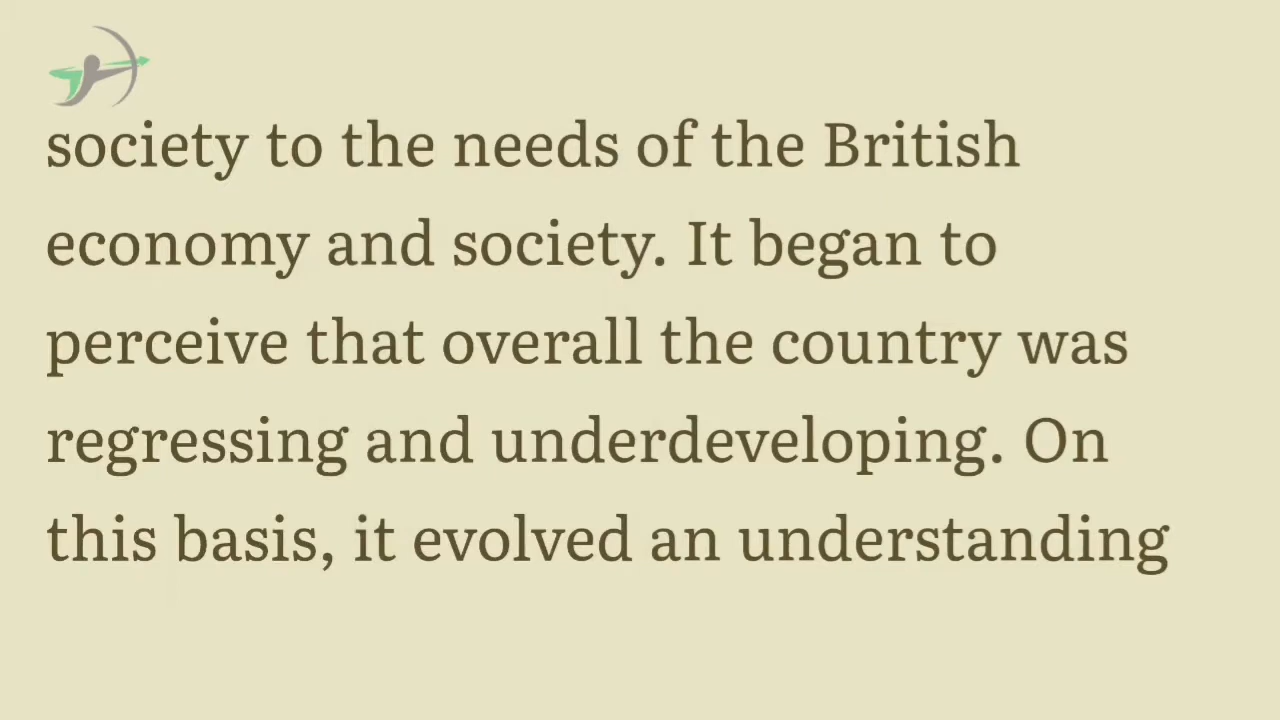 society to the needs of the British
economy and society. It began to
perceive that overall the country was
regressing and underdeveloping. On
this basis, it evolved an understanding